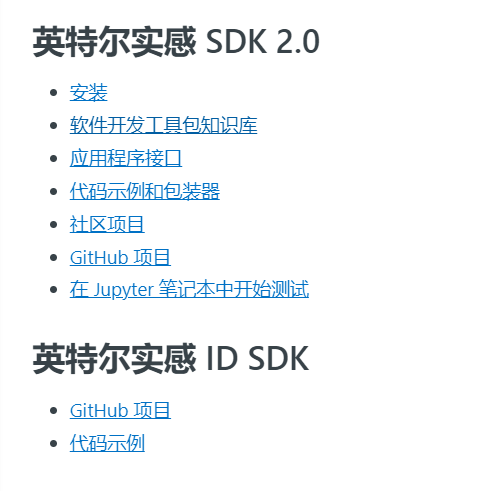 英特尔实感 SDK 2.0
安装
软件开发工具包知识库
应用程序接口
代码示例和包装器
社区项目
GitHub 项目
在 Jupyter 笔记本中开始测试
英特尔实感 ID SDK
GitHub 项目
代码示例